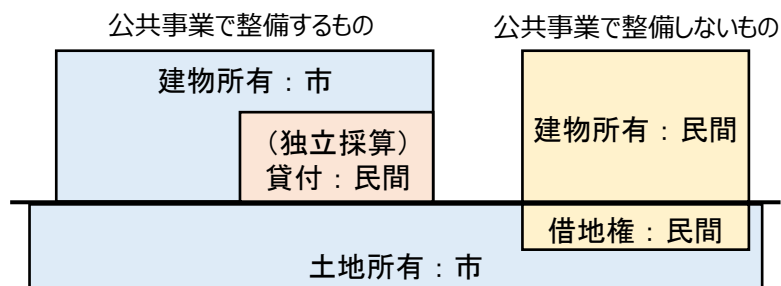 公共事業で整備するもの
公共事業で整備しないもの
建物所有：市
（独立採算）
貸付：民間
建物所有：民間
借地権：民間
土地所有：市